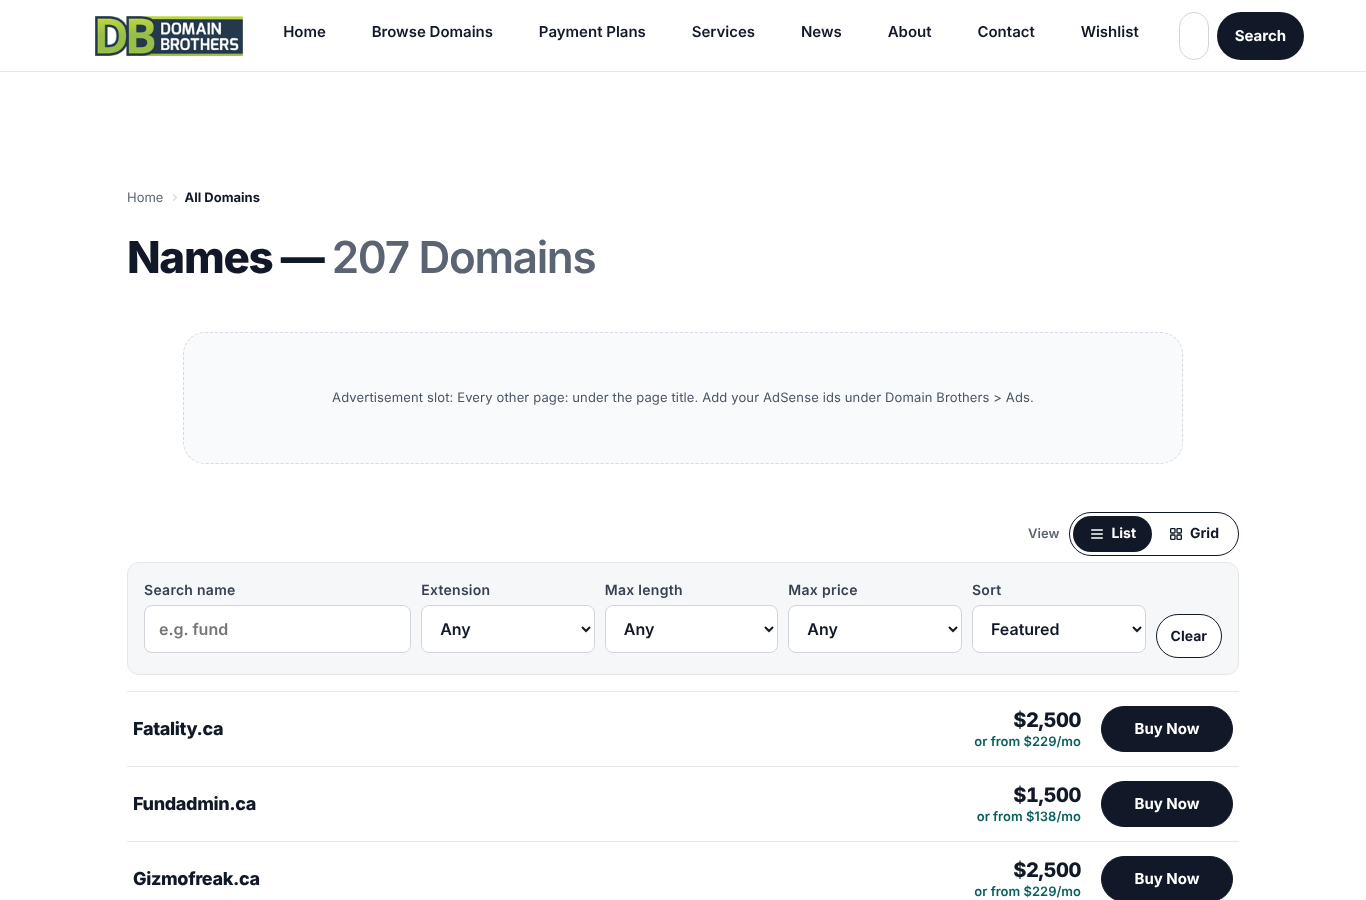 DB DOMAIN BROTHERS
Home
Browse Domains
Payment Plans
Services
News
About
Contact
Wishlist
Search
Home > All Domains
Names — 207 Domains
Advertisement slot: Every other page: under the page title. Add your AdSense ids under Domain Brothers > Ads.
View
List
Grid
Search name
Extension
Max length
Max price
Sort
e.g. fund
Any
Any
Any
Featured
Clear
Fatality.ca
$2,500
or from $229/mo
Buy Now
Fundadmin.ca
$1,500
or from $138/mo
Buy Now
Gizmofreak.ca
$2,500
or from $229/mo
Buy Now